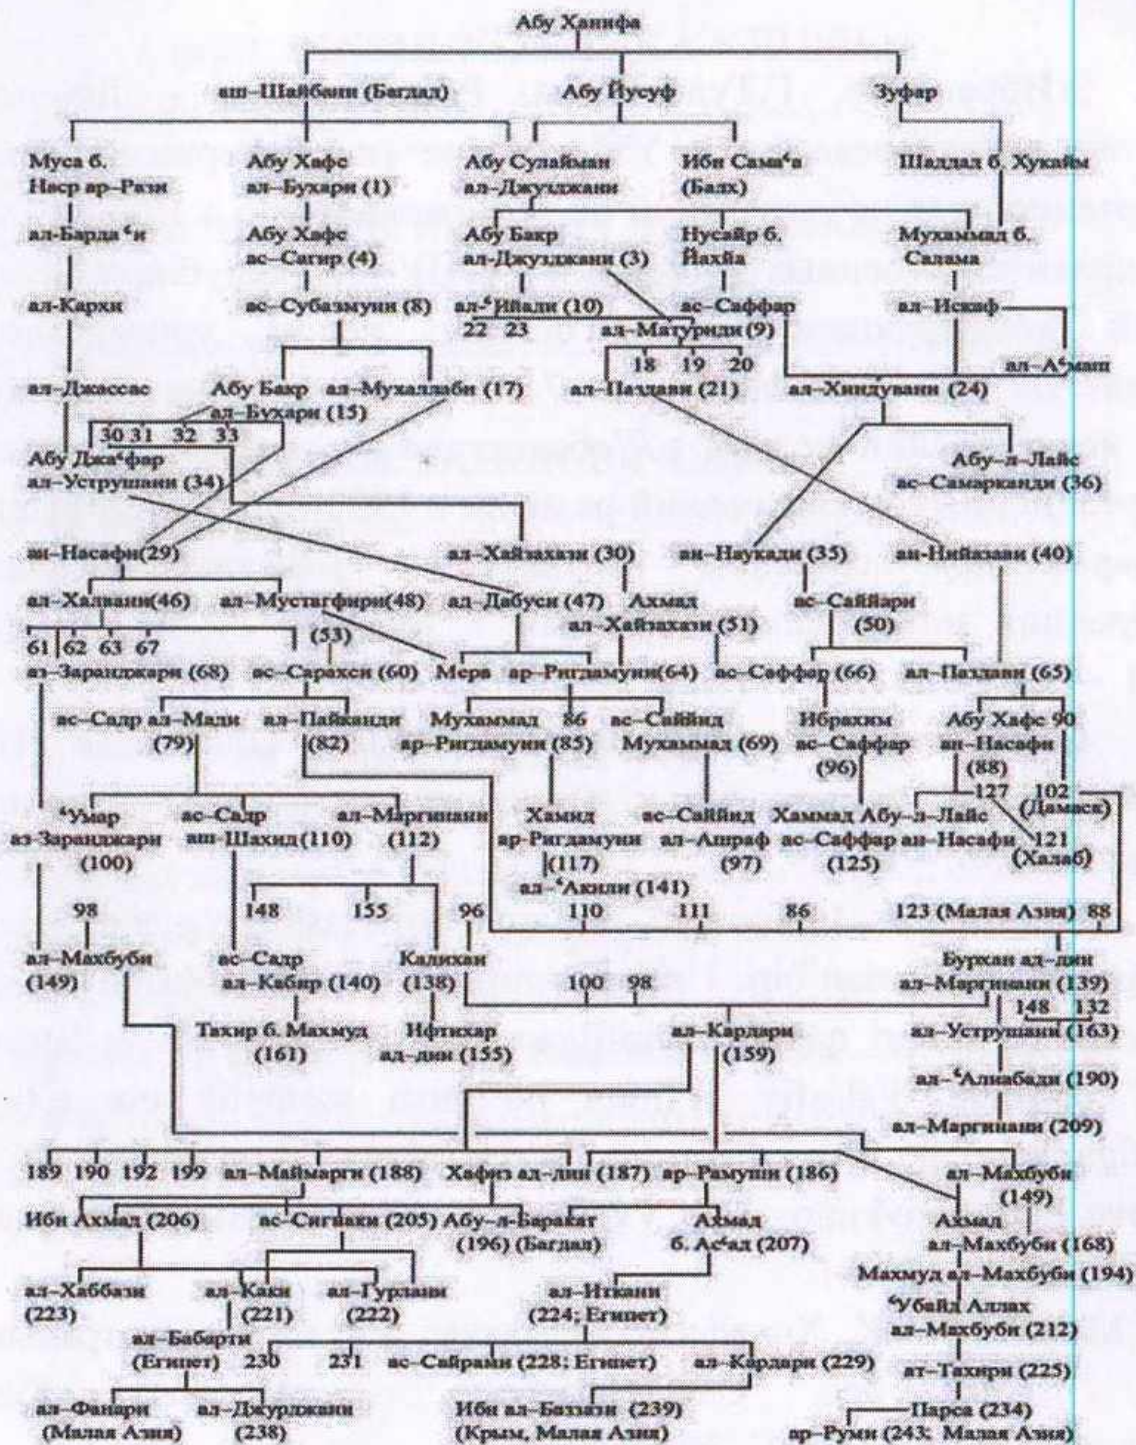 Абу Ханифа
аш–Шайбани (Багдад) Абу Йусуф Зуфар
Муса б. Абу Хафс Абу Сулайман Ибн Самаʿа Шаддад б. Хукайм
Наср ар–Рази ал–Бухари (1) ал–Джузджани (Балх)
ал-Бардаʿи Абу Хафс Абу Бакр Нусайр б. Мухаммад б.
ас–Сагир (4) ал–Джузджани (3) Йахйа Салама
ал–Кархи ас–Субазмуни (8) ал–ʿИйади (10) ас–Саффар ал–Искаф
22 23 ал–Матуриди (9)
18 19 20 ал–Аʿмаш
ал–Джассас Абу Бакр ал–Мухаллаби (17) ал–Паздави (21) ал–Хиндувани (24)
ал–Бухари (15)
30 31 32 33
Абу Джаʿфар Абу–л–Лайс
ал–Уструшани (34) ас–Самарканди (36)
ан–Насафи(29) ал–Хайзахази (30) ан–Наукади (35) ан-Нийазави (40)
ал–Халвани(46) ал–Мустагфири(48) ад–Дабуси (47) Ахмад ас–Саййари
ал–Хайзахази (51) (50)
61 62 63 67 (53)
аз–Заранджари (68) ас–Сарахси (60) Мерв ар–Ригдамуни(64) ас–Саффар (66) ал–Паздави (65)
ас–Садр ал–Мади ал–Пайканди Мухаммад 86 ас–Саййид Ибрахим Абу Хафс 90
(79) (82) ар–Ригдамуни (85) Мухаммад (69) ас–Саффар ан–Насафи
(96) (88)
127 102
ʿУмар ас–Садр ал–Маргинани Хамид ас–Саййид Хаммад Абу–л–Лайс (Дамаск)
аз–Заранджари аш–Шахид(110) (112) ар–Ригдамуни ал–Ашраф ас–Саффар ан–Насафи 121
(100) (117) (97) (125) (Халаб)
ал–ʿАкили (141)
98 148 155 96 110 111 86 123 (Малая Азия) 88
ал–Махбуби ас–Садр Кадихан Бурхан ад–дин
(149) ал–Кабир (140) (138) 100 98 ал–Маргинани (139)
148 132
Тахир б. Махмуд Ифтихар ал–Кардари ал–Уструшани (163)
(161) ад–дин (155) (159)
ал–ʿАлиабади (190)
ал–Маргинани (209)
189 190 192 199 ал–Маймарги (188) Хафиз ад–дин (187) ар–Рамуши (186) ал–Махбуби
(149)
Ибн Ахмад (206) ас–Сигнаки (205) Абу–л–Баракат Ахмад Ахмад
(196) (Багдад) б. Асʿад (207) ал–Махбуби (168)
Махмуд ал–Махбуби (194)
ал–Хаббази ал–Каки ал–Гурлани ал–Иткани ʿУбайд Аллах
(223) (221) (222) (224; Египет) ал–Махбуби (212)
ал–Бабарти
(Египет) 230 231 ас–Сайрами (228; Египет) ал–Кардари (229) ат–Тахири (225)
ал–Фанари ал–Джурджани Ибн ал–Баззази (239) Парса (234)
(Малая Азия) (238) (Крым, Малая Азия) ар–Руми (243; Малая Азия)